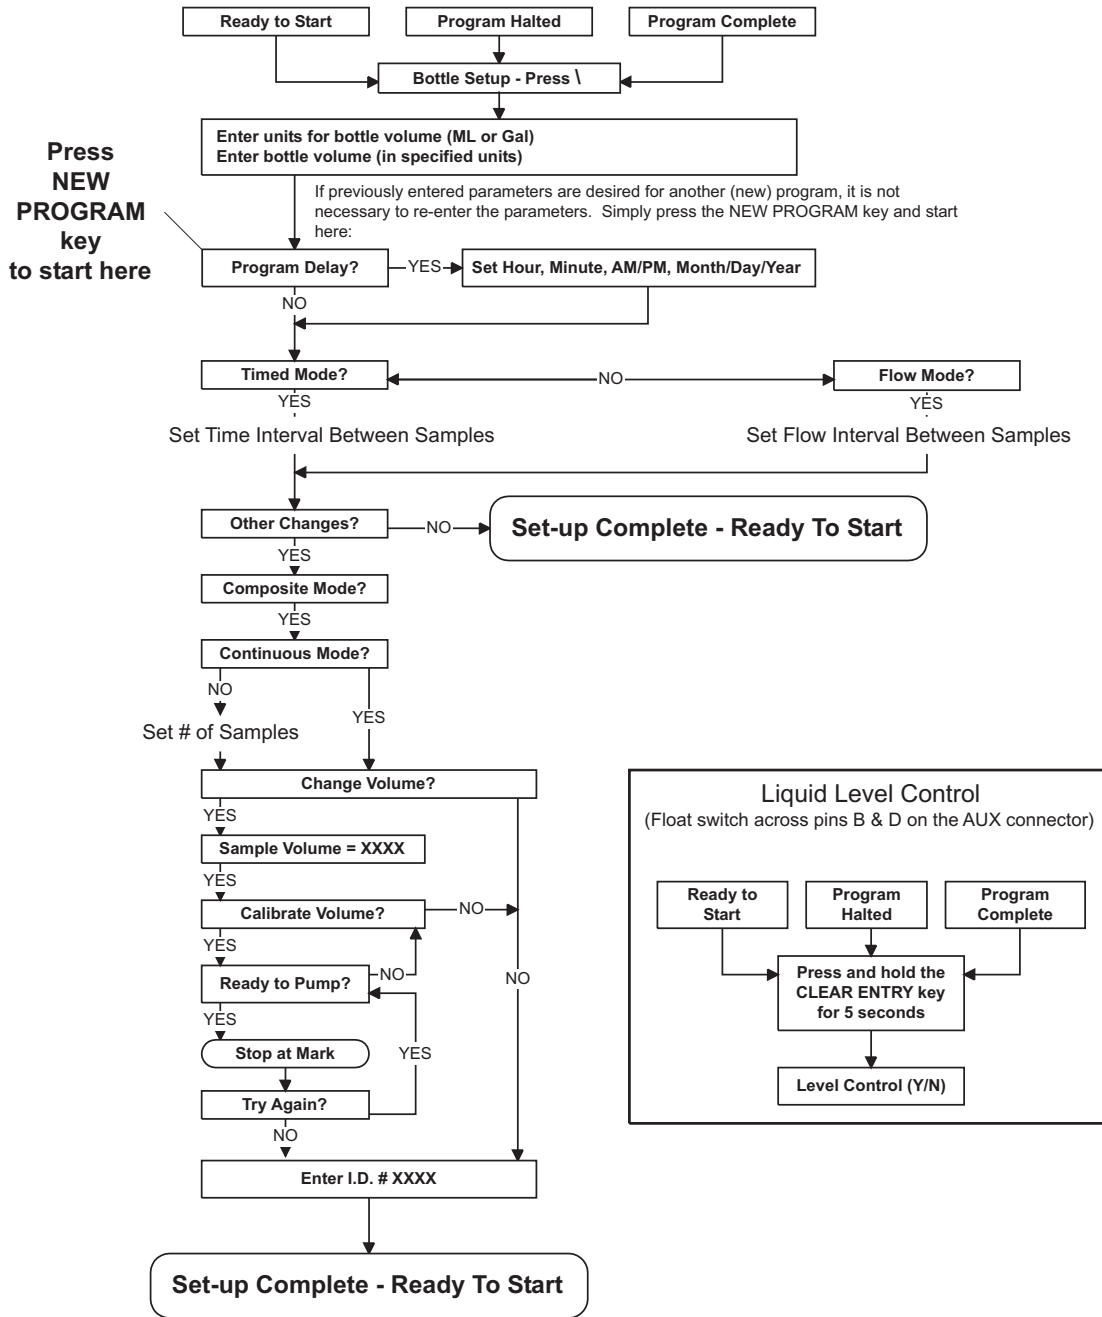 Ready to Start
Program Halted
Program Complete
Bottle Setup - Press \
Enter units for bottle volume (ML or Gal)
Enter bottle volume (in specified units)
Press
NEW
PROGRAM
key
to start here
If previously entered parameters are desired for another (new) program, it is not
necessary to re-enter the parameters. Simply press the NEW PROGRAM key and start
here:
Program Delay?
YES
Set Hour, Minute, AM/PM, Month/Day/Year
NO
Timed Mode?
NO
Flow Mode?
YES
YES
Set Time Interval Between Samples
Set Flow Interval Between Samples
Other Changes?
NO
Set-up Complete - Ready To Start
YES
Composite Mode?
YES
Continuous Mode?
NO
YES
Set # of Samples
Change Volume?
YES
Sample Volume = XXXX
YES
Calibrate Volume?
NO
YES
Ready to Pump?
NO
NO
YES
Stop at Mark
YES
Try Again?
NO
Enter I.D. # XXXX
Set-up Complete - Ready To Start
Liquid Level Control
(Float switch across pins B & D on the AUX connector)
Ready to
Start
Program
Halted
Program
Complete
Press and hold the
CLEAR ENTRY key
for 5 seconds
Level Control (Y/N)